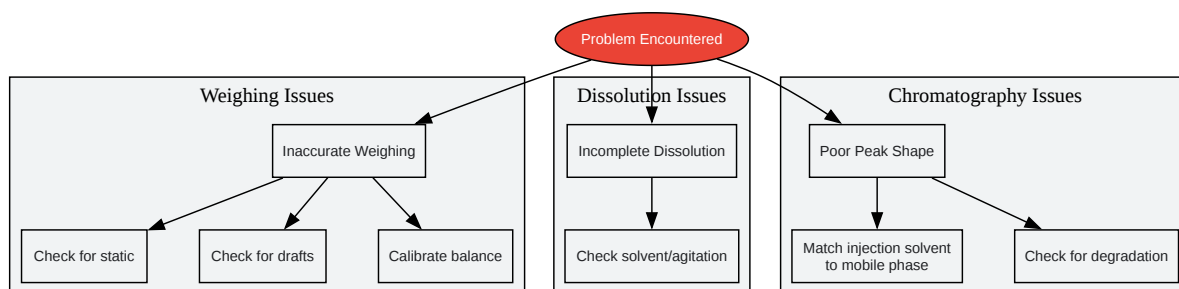 Problem Encountered
Weighing Issues
Dissolution Issues
Chromatography Issues
Inaccurate Weighing
Incomplete Dissolution
Poor Peak Shape
Check for static
Check for drafts
Calibrate balance
Check solvent/agitation
Match injection solvent
to mobile phase
Check for degradation